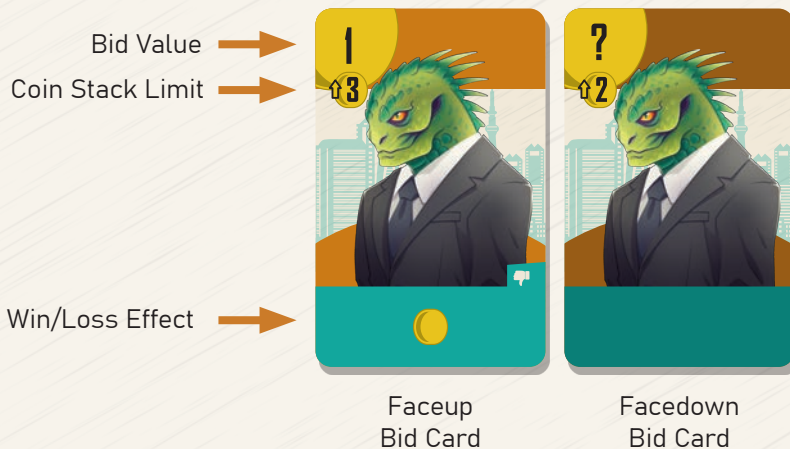 Bid Value
Coin Stack Limit
Win/Loss Effect
1
3
?
2
Faceup
Bid Card
Facedown
Bid Card